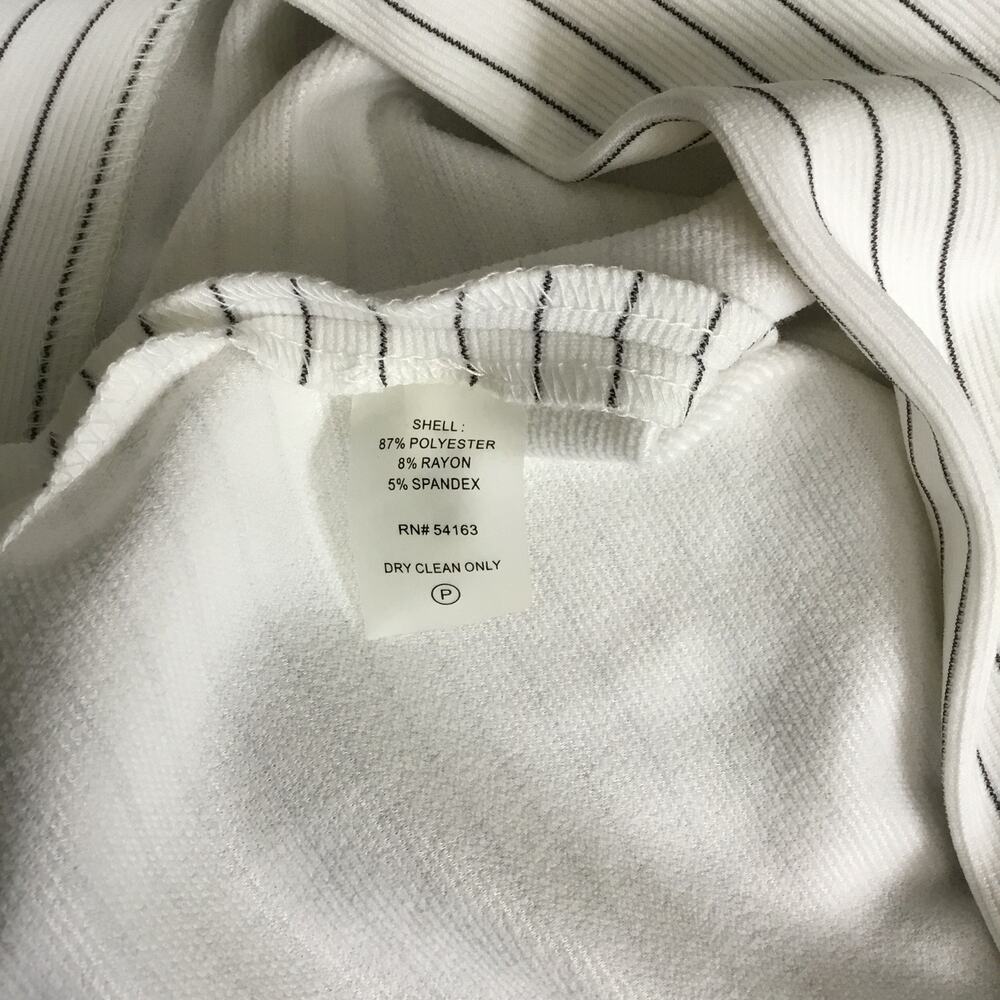 SHELL:
87% POLYESTER
8% RAYON
5% SPANDEX
RN# 54163
DRY CLEAN ONLY
P